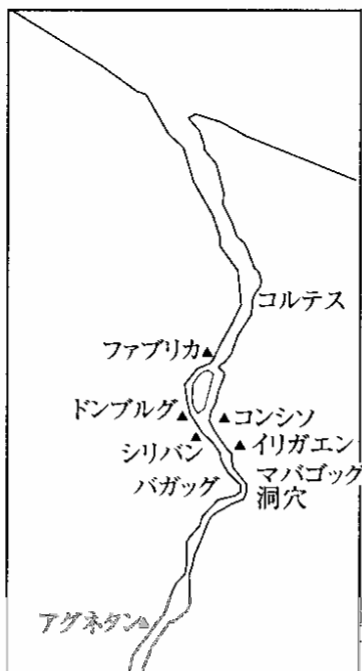 コルテス
ファブリカ
ドンブルグ
コンシソ
シリバン
イリガエン
バガッグ
マバゴック
洞穴
アグネタン